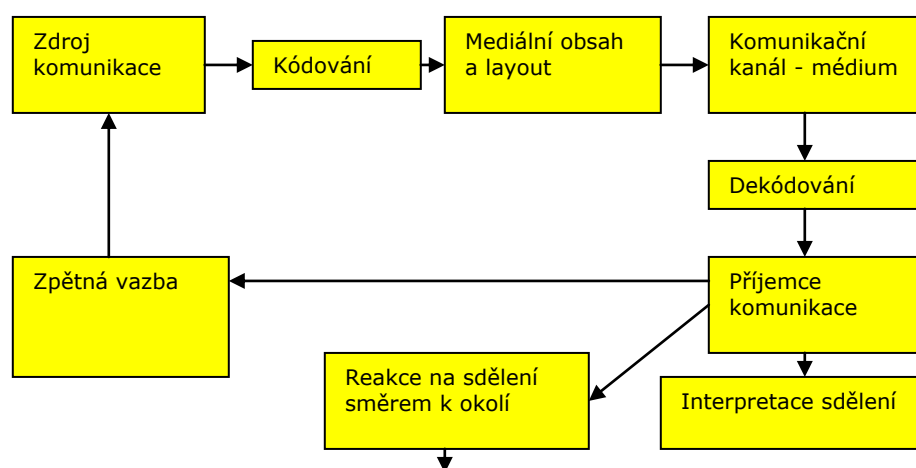 Zdroj
komunikace
Kódování
Mediální obsah
a layout
Komunikační
kanál - médium
Dekódování
Zpětná vazba
Příjemce
komunikace
Reakce na sdělení
směrem k okolí
Interpretace sdělení